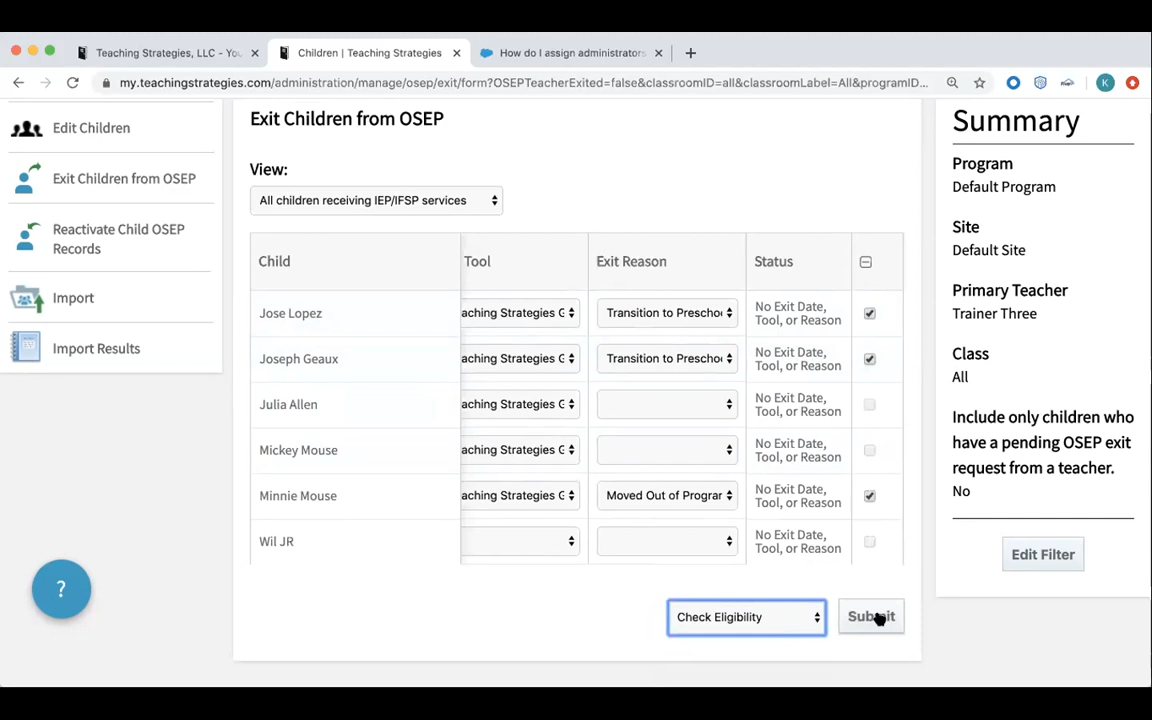 Teaching Strategies, LLC - You
Children | Teaching Strategies
How do I assign administrators
my.teachingstrategies.com/administration/manage/osep/exit/form?OSEPTeacherExited=false&classroomID=all&classroomLabel=All&programID...
K
Edit Children
Exit Children from OSEP
Reactivate Child OSEP
Records
Import
Import Results
?
Exit Children from OSEP
View:
All children receiving IEP/IFSP services
Child Tool Exit Reason Status
Jose Lopez aching Strategies G Transition to Preschoo No Exit Date,
Tool, or Reason
Joseph Geaux aching Strategies G Transition to Preschoo No Exit Date,
Tool, or Reason
Julia Allen aching Strategies G No Exit Date,
Tool, or Reason
Mickey Mouse aching Strategies G No Exit Date,
Tool, or Reason
Minnie Mouse aching Strategies G Moved Out of Program No Exit Date,
Tool, or Reason
Wil JR No Exit Date,
Tool, or Reason
Check Eligibility
Submit
Summary
Program
Default Program
Site
Default Site
Primary Teacher
Trainer Three
Class
All
Include only children who
have a pending OSEP exit
request from a teacher.
No
Edit Filter